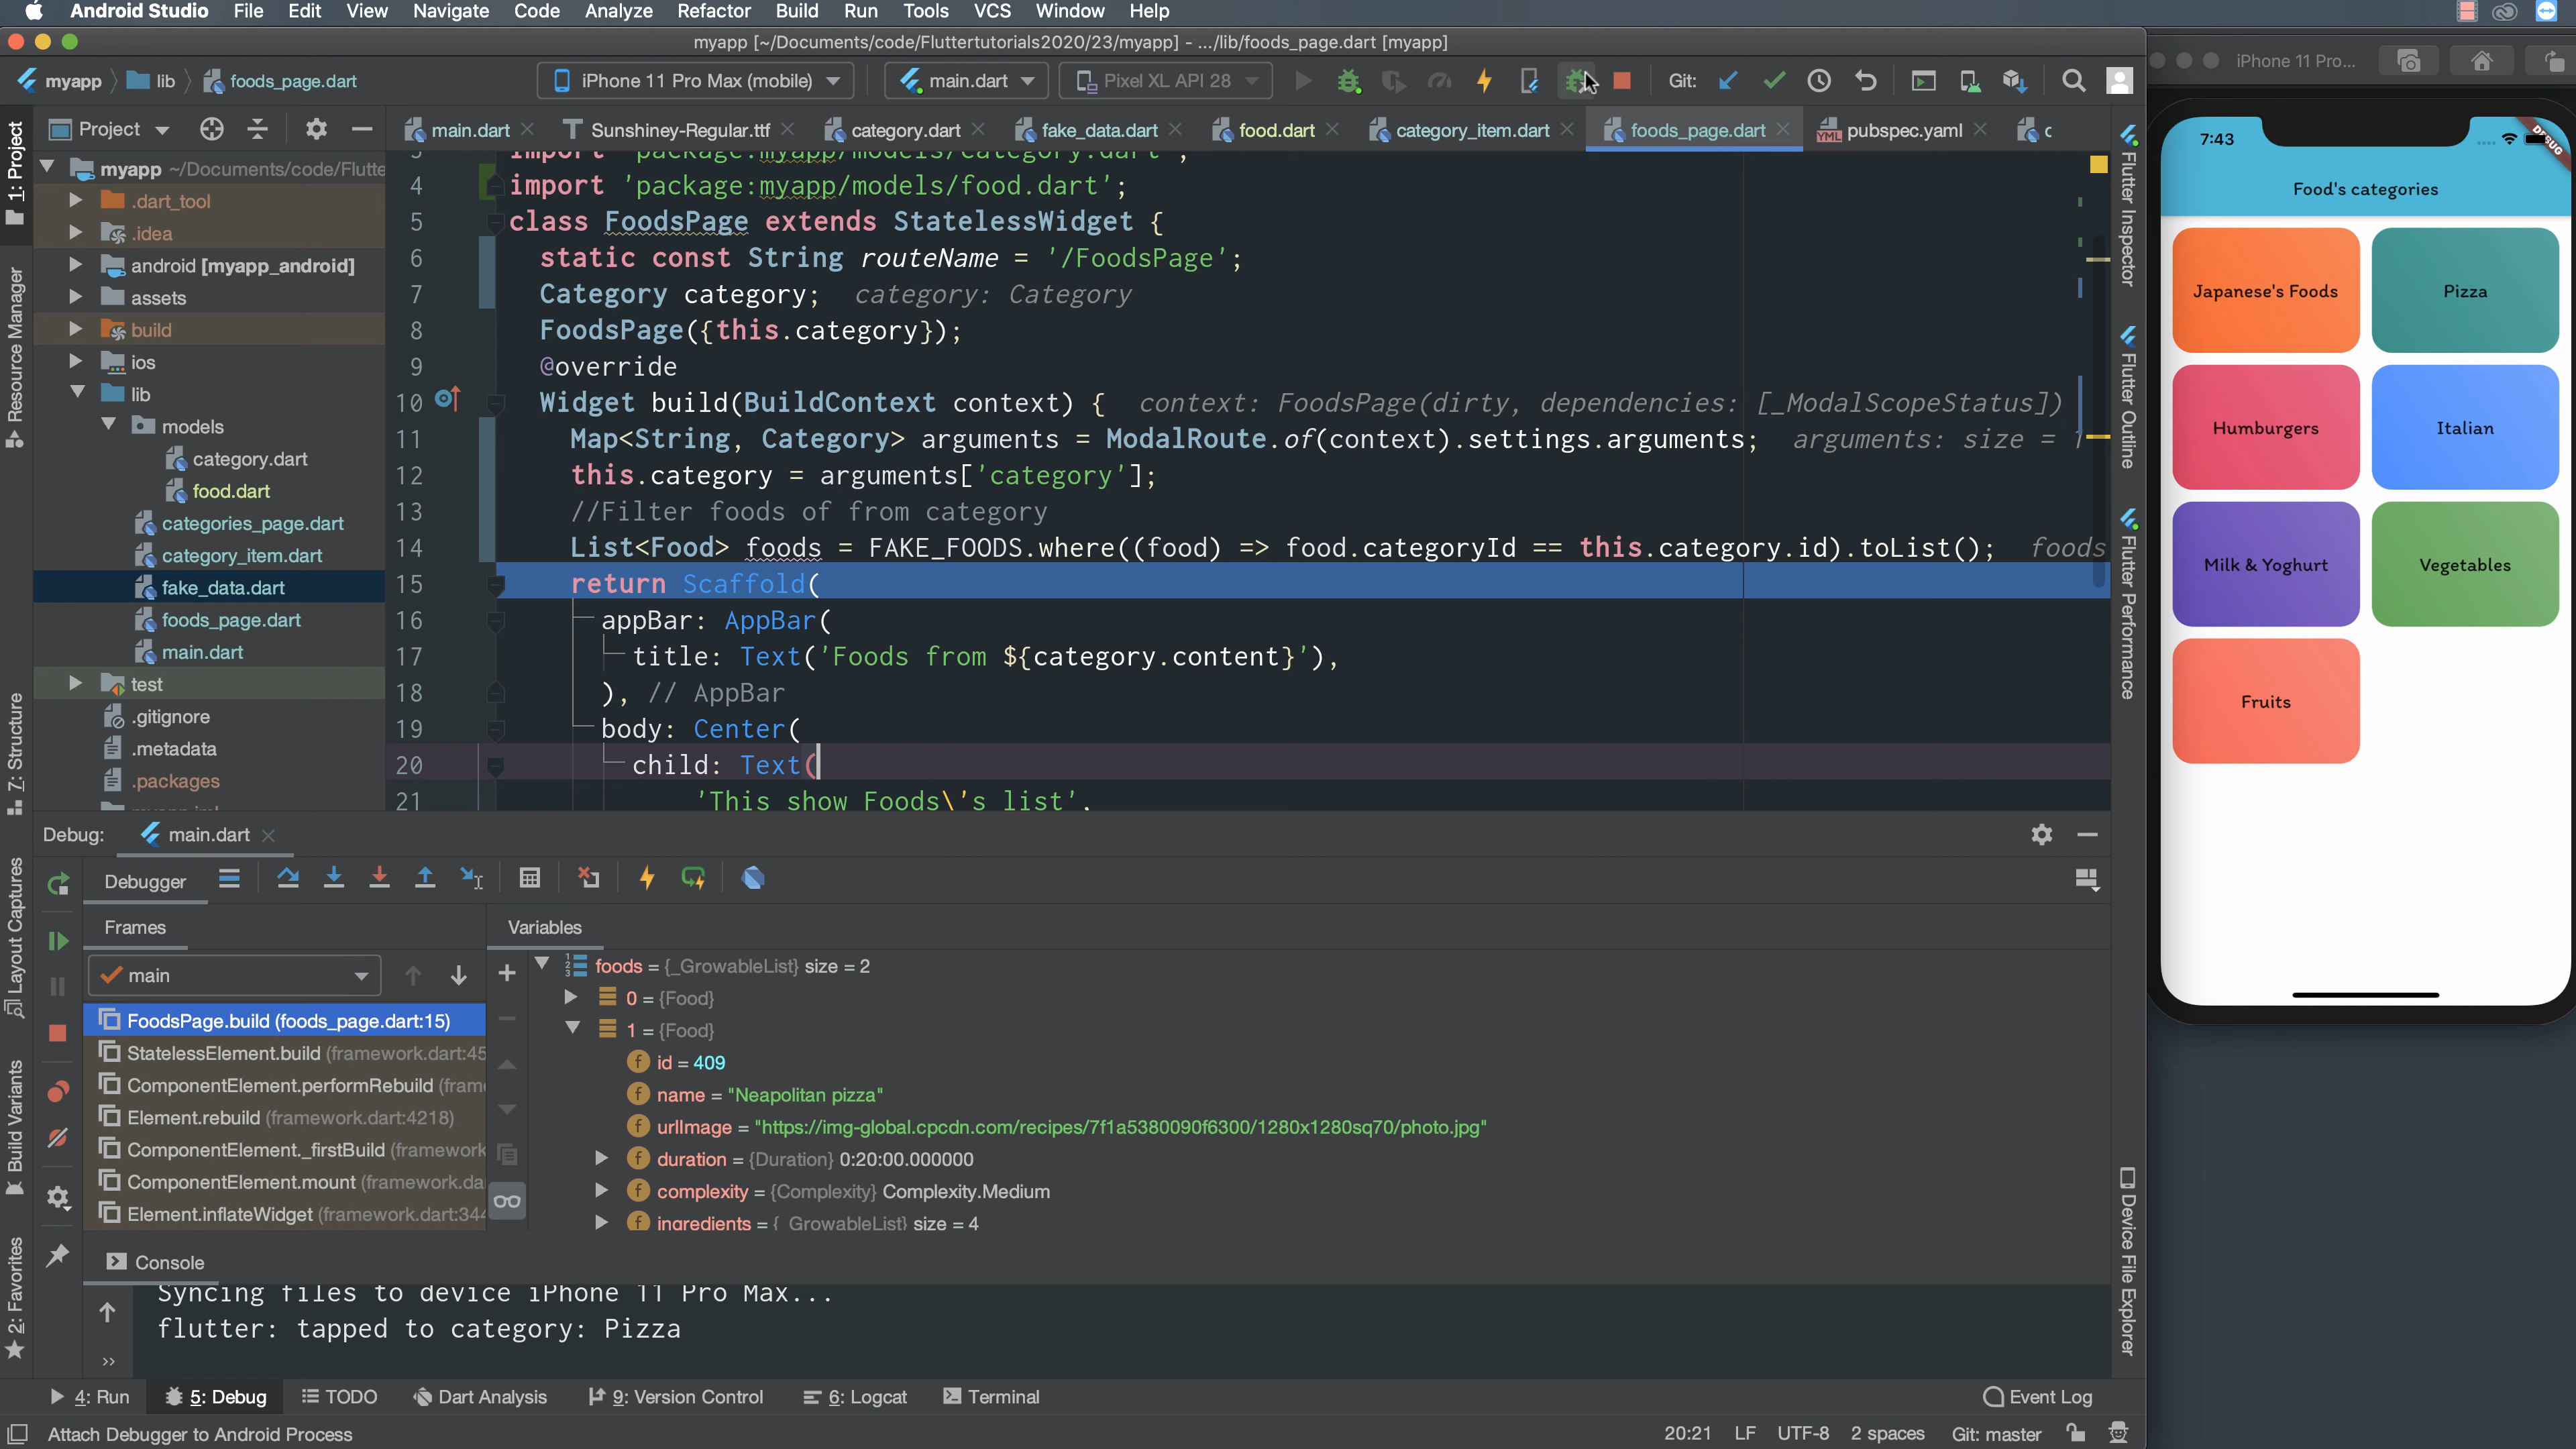 Android Studio File Edit View Navigate Code Analyze Refactor Build Run Tools VCS Window Help
myapp [~/Documents/code/Fluttertutorials2020/23/myapp] - .../lib/foods_page.dart [myapp]
myapp lib foods_page.dart
iPhone 11 Pro Max (mobile) main.dart Pixel XL API 28 Git:
Project
main.dart Sunshiney-Regular.ttf category.dart fake_data.dart food.dart category_item.dart foods_page.dart pubspec.yaml c
myapp ~/Documents/code/Flutte
.dart_tool
.idea
android [myapp_android]
assets
build
ios
lib
models
category.dart
food.dart
categories_page.dart
category_item.dart
fake_data.dart
foods_page.dart
main.dart
test
.gitignore
.metadata
.packages
import 'package:myapp/models/category.dart';
4 import 'package:myapp/models/food.dart';
5 class FoodsPage extends StatelessWidget {
6 static const String routeName = '/FoodsPage';
7 Category category; category: Category
8 FoodsPage({this.category});
9 @override
10 Widget build(BuildContext context) { context: FoodsPage(dirty, dependencies: [_ModalScopeStatus])
11 Map<String, Category> arguments = ModalRoute.of(context).settings.arguments; arguments: size = 1
12 this.category = arguments['category'];
13 //Filter foods of from category
14 List<Food> foods = FAKE_FOODS.where((food) => food.categoryId == this.category.id).toList(); foods
15 return Scaffold(
16 appBar: AppBar(
17 title: Text('Foods from ${category.content}'),
18 ), // AppBar
19 body: Center(
20 child: Text(
21 'This show Foods\'s list',
1: Project
Resource Manager
7: Structure
Layout Captures
Build Variants
2: Favorites
Flutter Inspector
Flutter Outline
Flutter Performance
Device File Explorer
Debug: main.dart
Debugger
Frames
main
FoodsPage.build (foods_page.dart:15)
StatelessElement.build (framework.dart:45
ComponentElement.performRebuild (fram
Element.rebuild (framework.dart:4218)
ComponentElement._firstBuild (framework
ComponentElement.mount (framework.da
Element.inflateWidget (framework.dart:344
Variables
foods = {_GrowableList} size = 2
0 = {Food}
1 = {Food}
id = 409
name = "Neapolitan pizza"
urlImage = "https://img-global.cpcdn.com/recipes/7f1a5380090f6300/1280x1280sq70/photo.jpg"
duration = {Duration} 0:20:00.000000
complexity = {Complexity} Complexity.Medium
ingredients = {_GrowableList} size = 4
Console
Syncing files to device iPhone 11 Pro Max...
flutter: tapped to category: Pizza
4: Run 5: Debug TODO Dart Analysis 9: Version Control 6: Logcat Terminal Event Log
Attach Debugger to Android Process 20:21 LF UTF-8 2 spaces Git: master
iPhone 11 Pro...
7:43
DEBUG
Food's categories
Japanese's Foods
Pizza
Humburgers
Italian
Milk & Yoghurt
Vegetables
Fruits